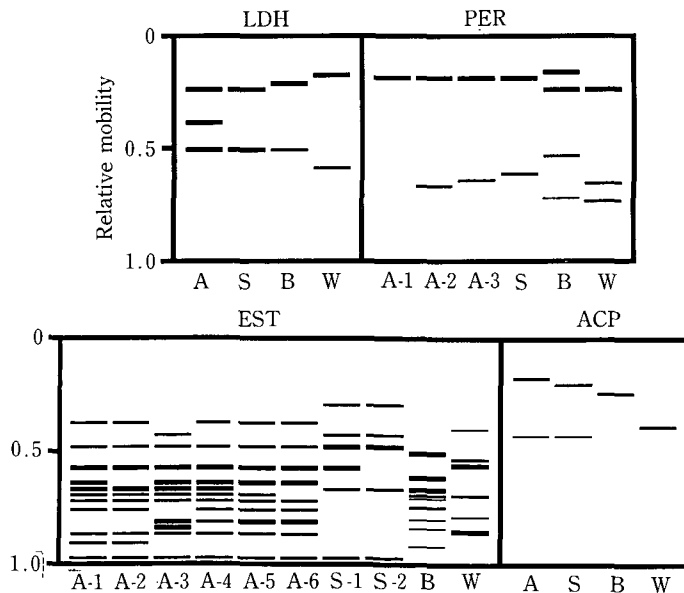 LDH PER
0
0.5
1.0
Relative mobility
A S B W A-1 A-2 A-3 S B W
EST ACP
0
0.5
1.0
A-1 A-2 A-3 A-4 A-5 A-6 S-1 S-2 B W A S B W